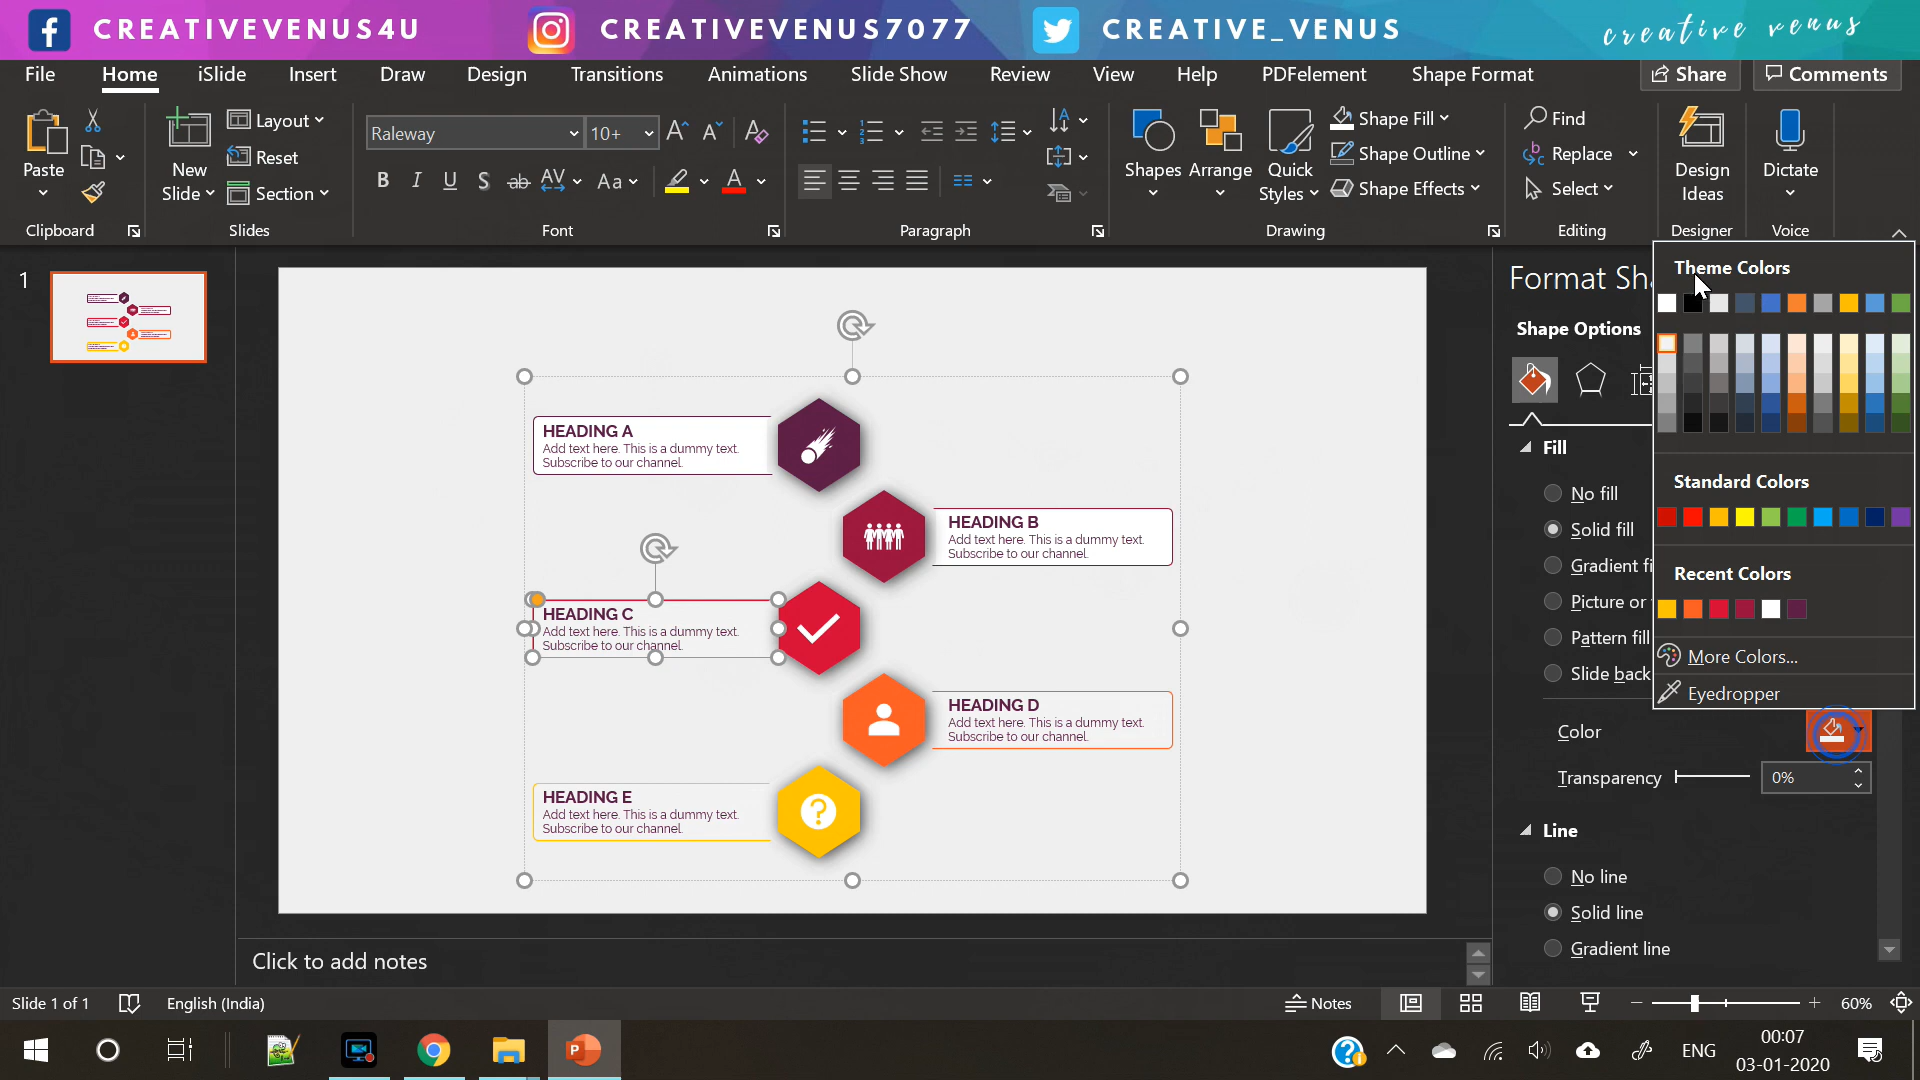 CREATIVEVENUS4U
CREATIVEVENUS7077
CREATIVE_VENUS
creative venus
File
Home
iSlide
Insert
Draw
Design
Transitions
Animations
Slide Show
Review
View
Help
PDFelement
Shape Format
Share
Comments
Paste
New
Slide
Layout
Reset
Section
Raleway
10+
Shapes
Arrange
Quick
Styles
Shape Fill
Shape Outline
Shape Effects
Find
Replace
Select
Design
Ideas
Dictate
Clipboard
Slides
Font
Paragraph
Drawing
Editing
Designer
Voice
1
HEADING A
Add text here. This is a dummy text.
Subscribe to our channel.
HEADING B
Add text here. This is a dummy text.
Subscribe to our channel.
HEADING C
Add text here. This is a dummy text.
Subscribe to our channel.
HEADING D
Add text here. This is a dummy text.
Subscribe to our channel.
HEADING E
Add text here. This is a dummy text.
Subscribe to our channel.
Format Sh
Shape Options
Fill
No fill
Solid fill
Gradient fi
Picture or
Pattern fill
Slide back
Color
Transparency
0%
Line
No line
Solid line
Gradient line
Theme Colors
Standard Colors
Recent Colors
More Colors...
Eyedropper
Click to add notes
Slide 1 of 1
English (India)
Notes
60%
ENG
00:07
03-01-2020